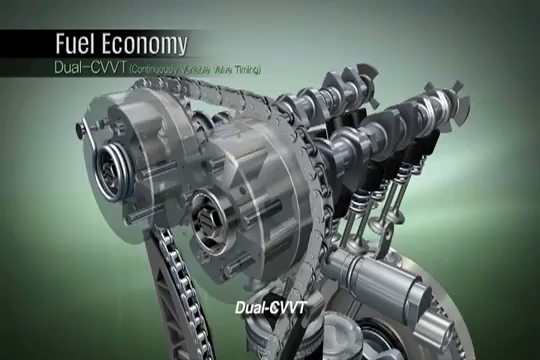 Fuel Economy
Dual-CVVT (Continuously Variable Valve Timing)
Dual-CVVT